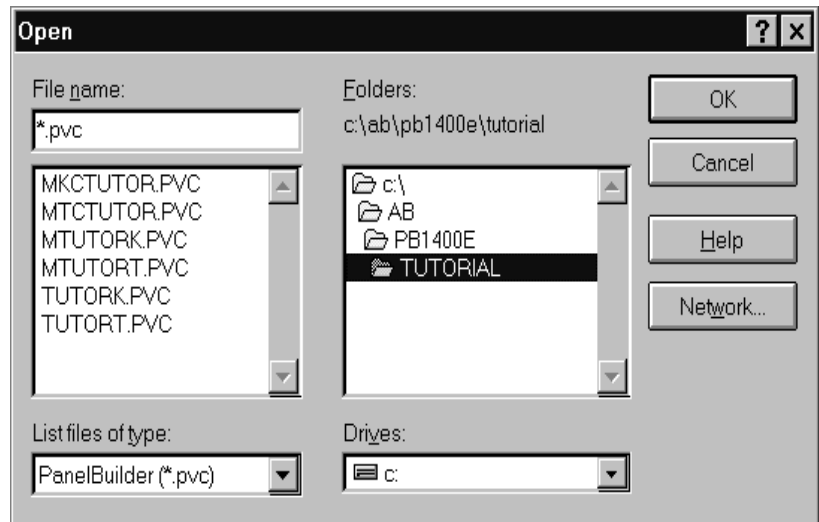 Open
File name:
*.pvc
MKCTUTOR.PVC
MTCTUTOR.PVC
MTUTORK.PVC
MTUTORT.PVC
TUTORK.PVC
TUTORT.PVC
List files of type:
PanelBuilder (*.pvc)
Folders:
c:\ab\pb1400e\tutorial
c:\
AB
PB1400E
TUTORIAL
Drives:
c:
OK
Cancel
Help
Network...